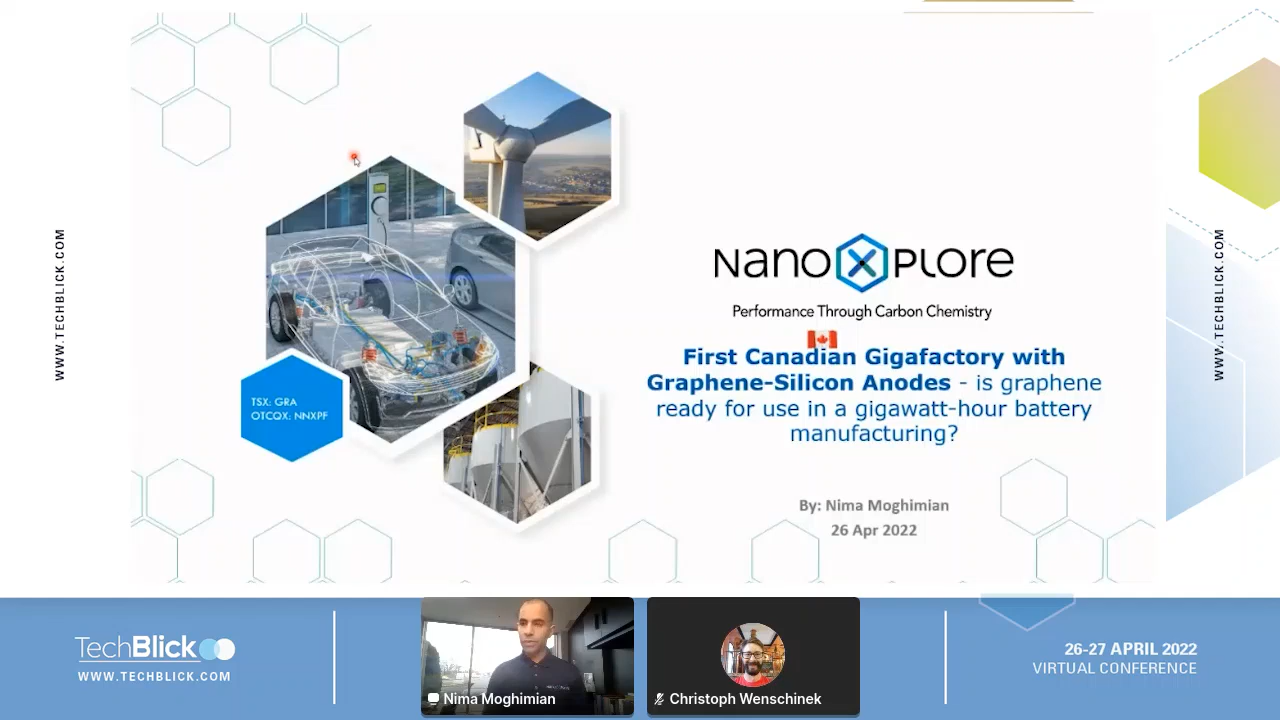 WWW.TECHBLICK.COM
TSX: GRA
OTCQX: NNXPF
NanoXplore
Performance Through Carbon Chemistry
First Canadian Gigafactory with
Graphene-Silicon Anodes - is graphene
ready for use in a gigawatt-hour battery
manufacturing?
By: Nima Moghimian
26 Apr 2022
WWW.TECHBLICK.COM
TechBlick
WWW.TECHBLICK.COM
Nima Moghimian
Christoph Wenschinek
26-27 APRIL 2022
VIRTUAL CONFERENCE